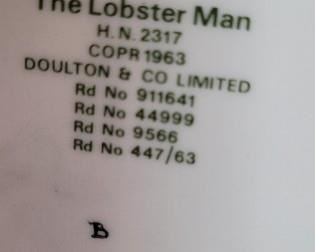 The Lobster Man
H.N. 2317
COPR 1963
DOULTON & CO LIMITED
Rd No 911641
Rd No 44999
Rd No 9566
Rd No 447/63
B